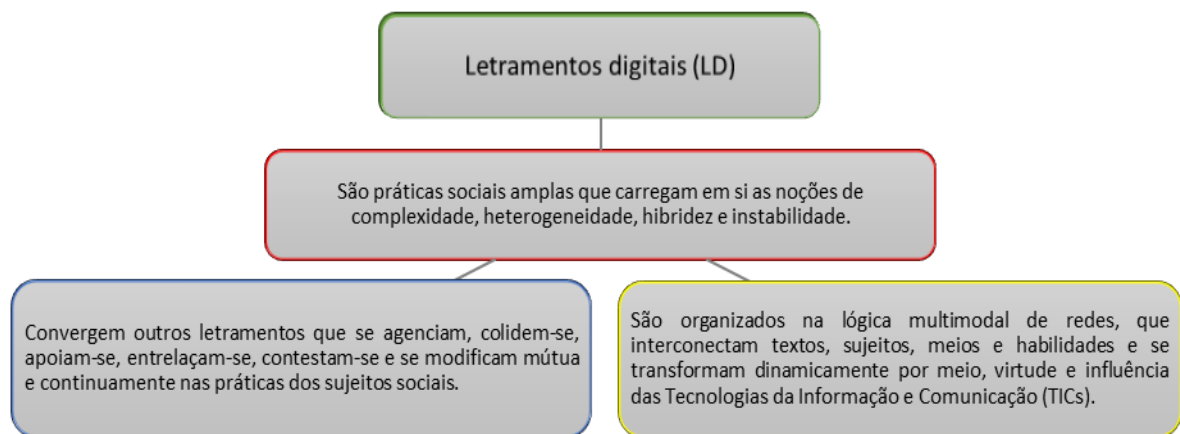 Letramentos digitais (LD)
São práticas sociais amplas que carregam em si as noções de
complexidade, heterogeneidade, hibridez e instabilidade.
Convergem outros letramentos que se agenciam, colidem-se,
apoiam-se, entrelaçam-se, contestam-se e se modificam mútua
e continuamente nas práticas dos sujeitos sociais.
São organizados na lógica multimodal de redes, que
interconectam textos, sujeitos, meios e habilidades e se
transformam dinamicamente por meio, virtude e influência
das Tecnologias da Informação e Comunicação (TICs).